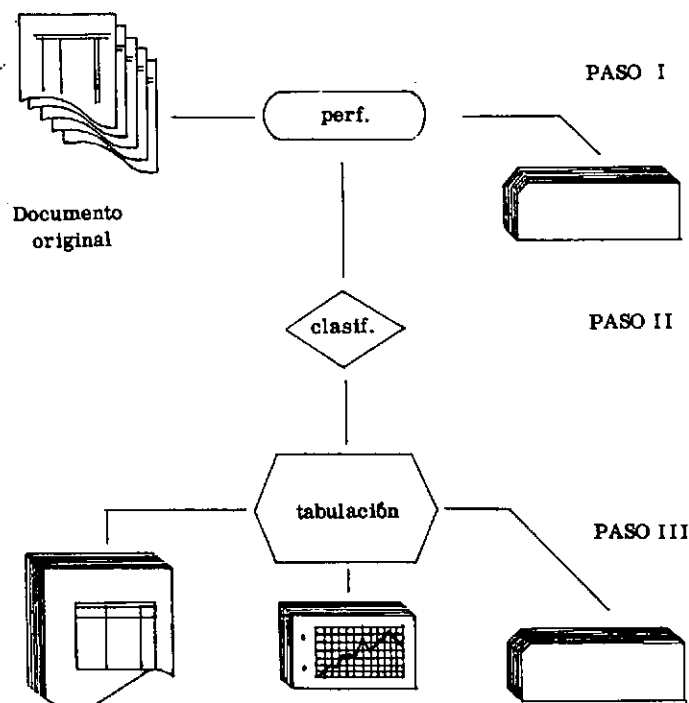 PASO I
perf.
Documento
original
clasif.
PASO II
tabulación
PASO III